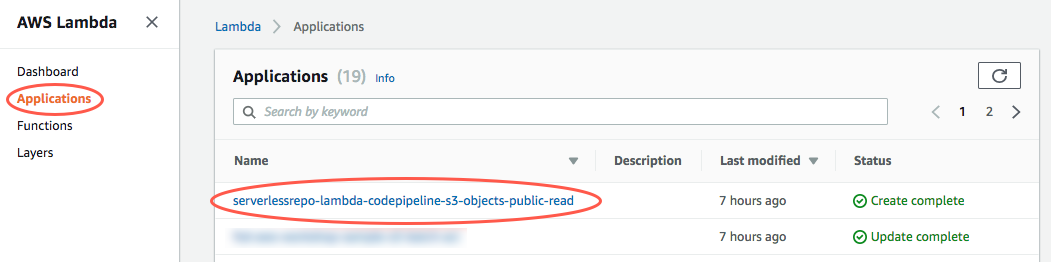 AWS Lambda
Dashboard
Applications
Functions
Layers
Lambda > Applications
Applications (19) Info
Search by keyword
1 2
Name Description Last modified Status
serverlessrepo-lambda-codepipeline-s3-objects-public-read 7 hours ago Create complete
7 hours ago Update complete